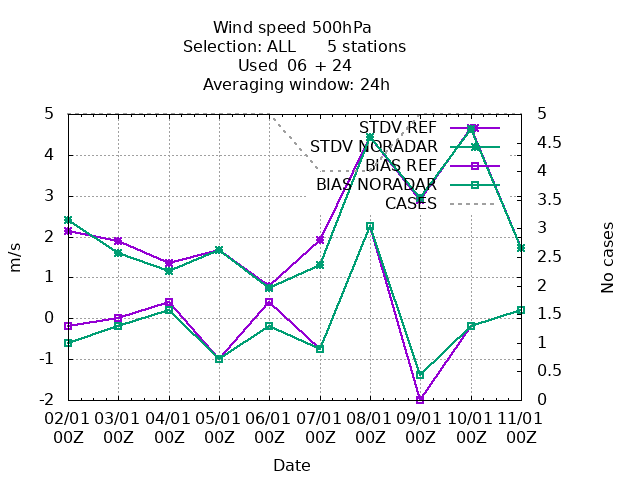 Wind speed 500hPa
Selection: ALL      5 stations
Used  06 + 24
Averaging window: 24h
STDV REF
STDV NORADAR
BIAS REF
BIAS NORADAR
CASES
5
4
3
2
1
0
-1
-2
m/s
5
4.5
4
3.5
3
2.5
2
1.5
1
0.5
0
No cases
02/01 03/01 04/01 05/01 06/01 07/01 08/01 09/01 10/01 11/01
00Z 00Z 00Z 00Z 00Z 00Z 00Z 00Z 00Z 00Z
Date